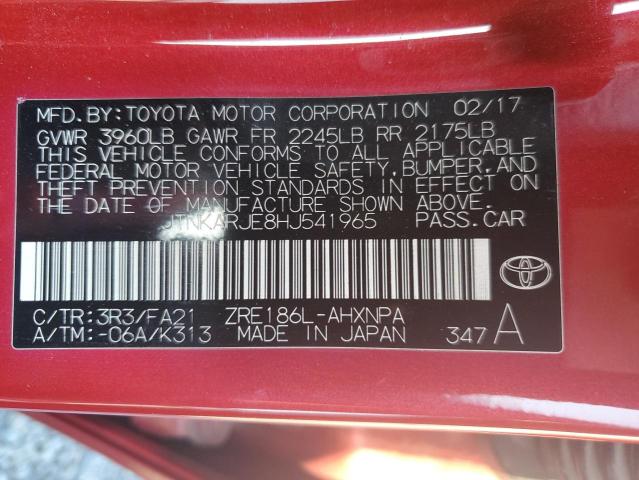 MFD.BY:TOYOTA MOTOR CORPORATION 02/17
GVWR 3960LB GAWR FR 2245LB RR 2175LB
THIS VEHICLE CONFORMS TO ALL APPLICABLE
FEDERAL MOTOR VEHICLE SAFETY,BUMPER,AND
THEFT PREVENTION STANDARDS IN EFFECT ON
THE DATE OF MANUFACTURE SHOWN ABOVE.
JTNKARJE8HJ541965 PASS.CAR
C/TR:3R3/FA21 ZRE186L-AHXNPA
A/TM:-06A/K313 MADE IN JAPAN 347 A